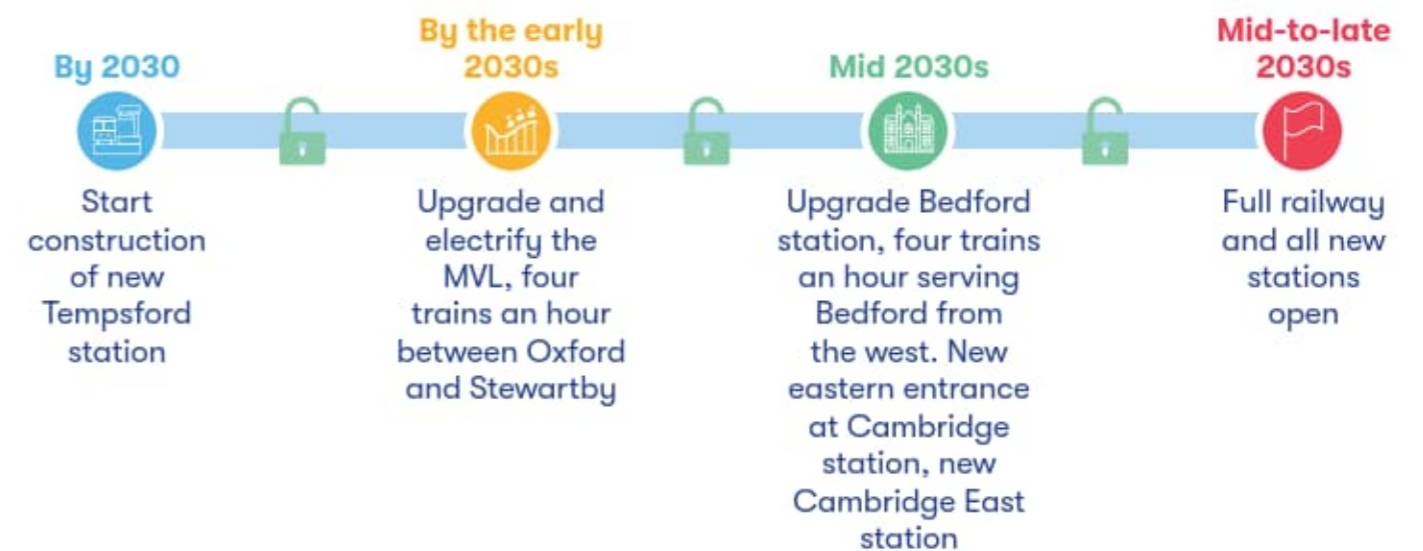 By 2030
Start
construction
of new
Tempsford
station
By the early
2030s
Upgrade and
electrify the
MVL, four
trains an hour
between Oxford
and Stewartby
Mid 2030s
Upgrade Bedford
station, four trains
an hour serving
Bedford from
the west. New
eastern entrance
at Cambridge
station, new
Cambridge East
station
Mid-to-late
2030s
Full railway
and all new
stations
open